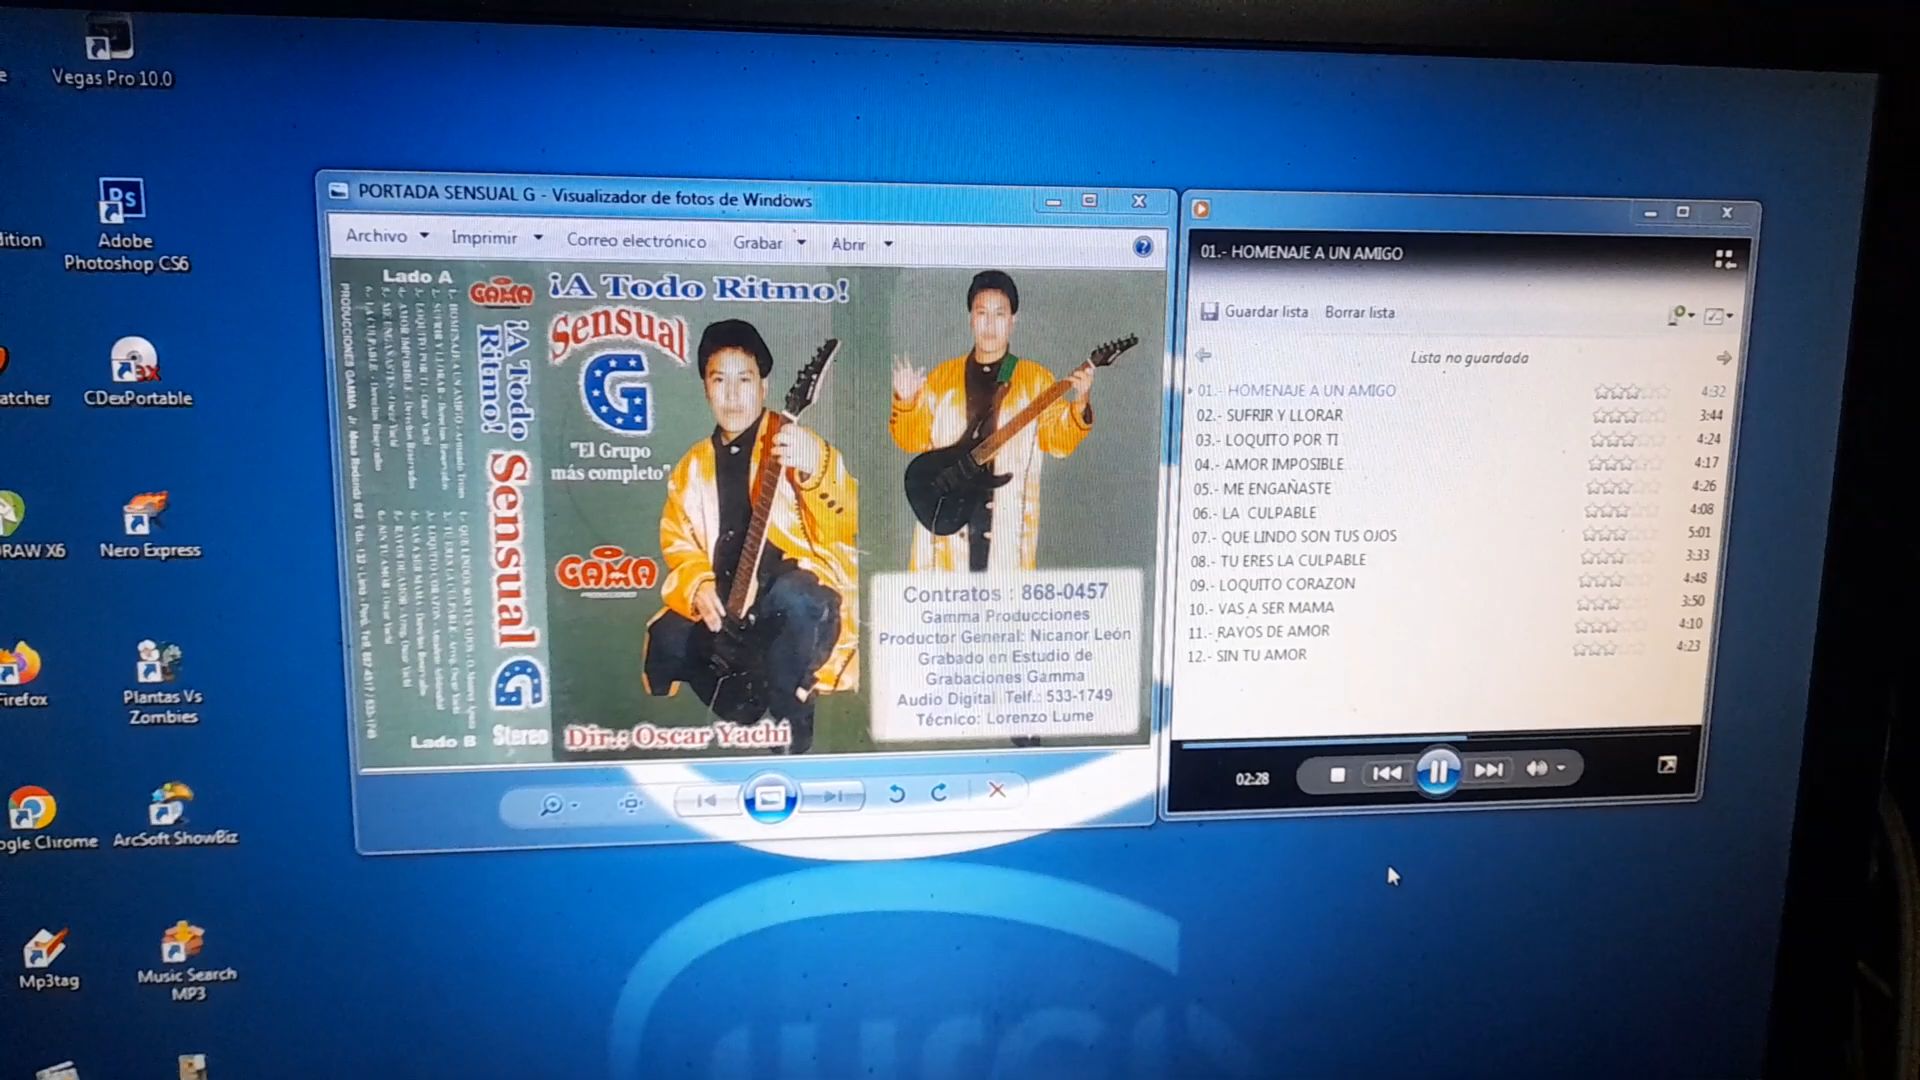 Vegas Pro 10.0
Adobe
Photoshop CS6
CDexPortable
Nero Express
Plantas Vs
Zombies
ArcSoft ShowBiz
Mp3tag
Music Search
MP3
PORTADA SENSUAL G - Visualizador de fotos de Windows
Archivo Imprimir Correo electrónico Grabar Abrir
Lado A
GAMA
¡A Todo Ritmo!
Sensual
G
"El Grupo
más completo"
GAMA
Dir.: Oscar Yachi
¡A Todo
Ritmo!
Sensual G
Stereo
Lado B
Contratos : 868-0457
Gamma Producciones
Productor General: Nicanor León
Grabado en Estudio de
Grabaciones Gamma
Audio Digital Telf.: 533-1749
Técnico: Lorenzo Lume
01.- HOMENAJE A UN AMIGO
Guardar lista Borrar lista
Lista no guardada
01.- HOMENAJE A UN AMIGO 4:32
02.- SUFRIR Y LLORAR 3:44
03.- LOQUITO POR TI 4:24
04.- AMOR IMPOSIBLE 4:17
05.- ME ENGAÑASTE 4:26
06.- LA CULPABLE 4:08
07.- QUE LINDO SON TUS OJOS 5:01
08.- TU ERES LA CULPABLE 3:33
09.- LOQUITO CORAZON 4:48
10.- VAS A SER MAMA 3:50
11.- RAYOS DE AMOR 4:10
12.- SIN TU AMOR 4:23
02:28